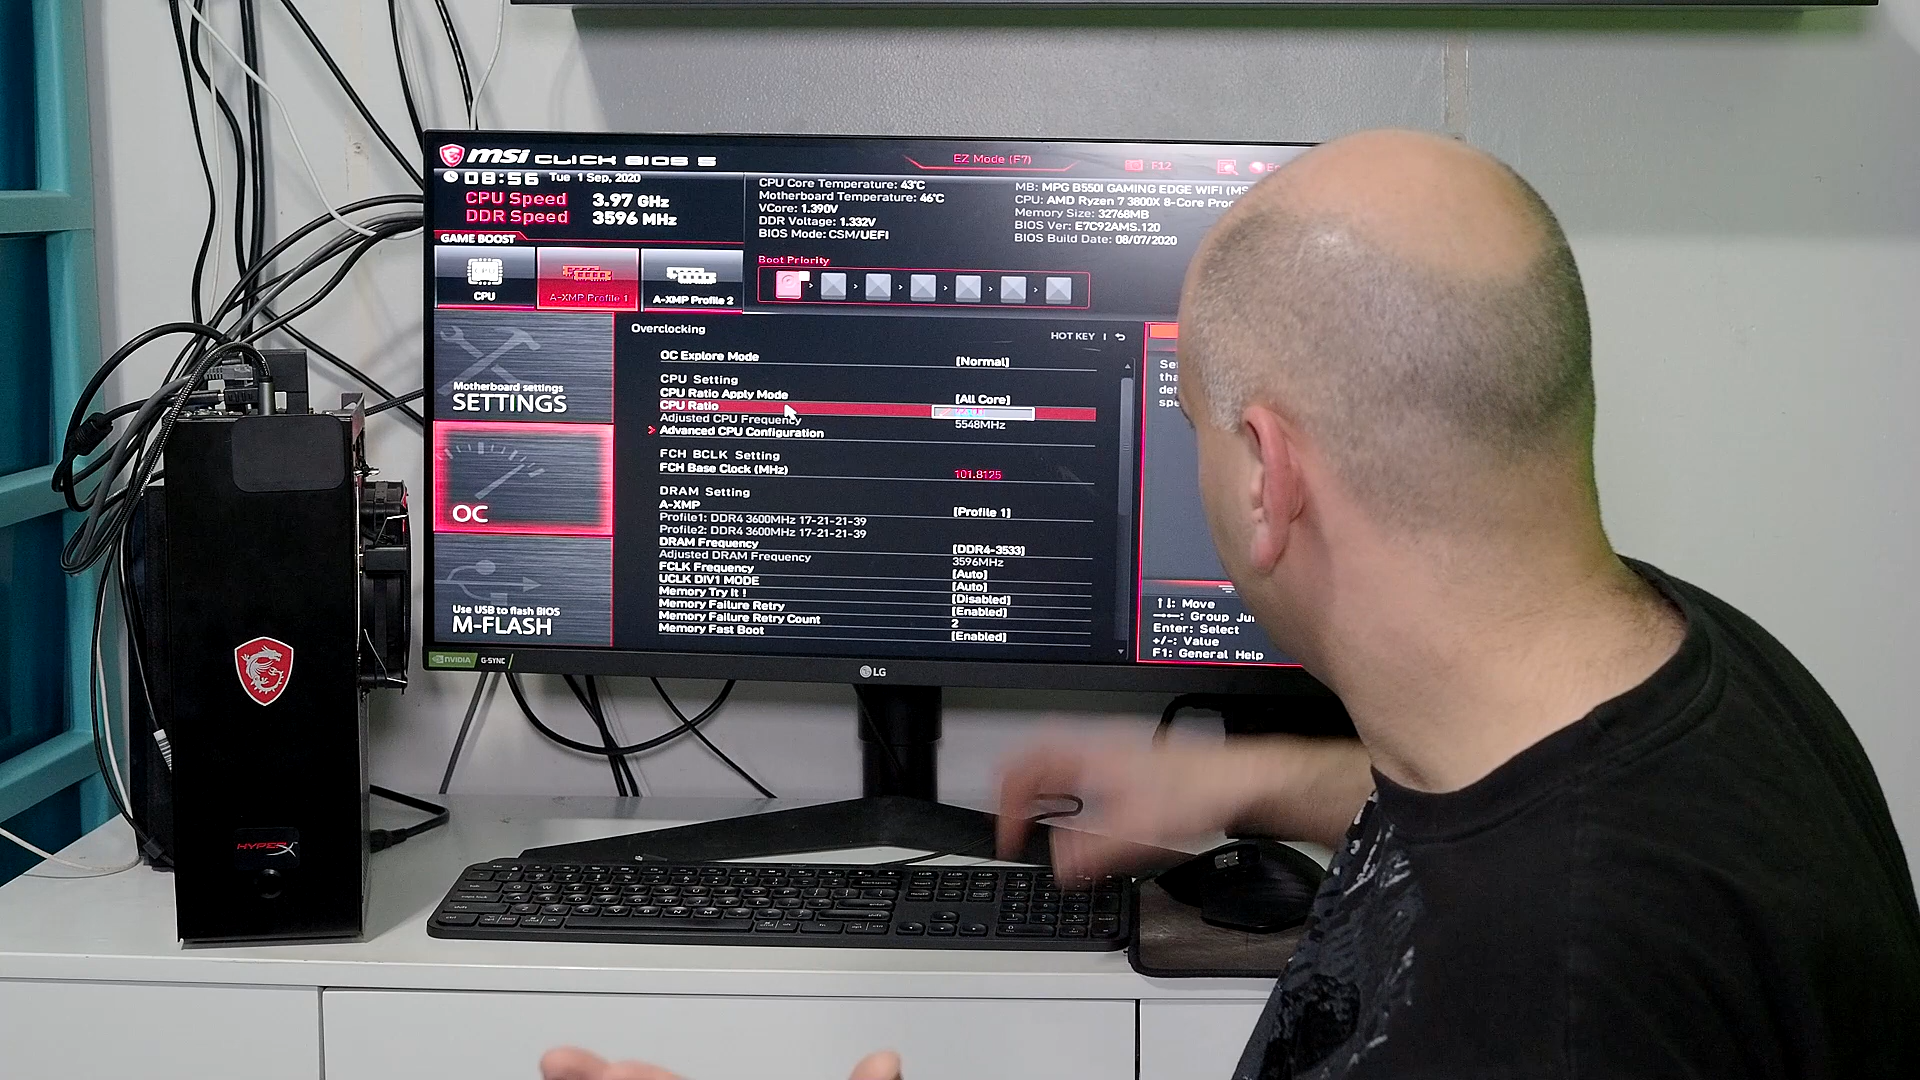 msi CLICK BIOS 5
EZ Mode (F7)
F12
08:56 Tue 1 Sep, 2020
CPU Speed 3.97 GHz
DDR Speed 3596 MHz
CPU Core Temperature: 43°C
Motherboard Temperature: 46°C
VCore: 1.390V
DDR Voltage: 1.332V
BIOS Mode: CSM/UEFI
MB: MPG B550I GAMING EDGE WIFI (MS
CPU: AMD Ryzen 7 3800X 8-Core Proc
Memory Size: 32768MB
BIOS Ver: E7C92AMS.120
BIOS Build Date: 08/07/2020
GAME BOOST
CPU
A-XMP Profile 1
A-XMP Profile 2
Boot Priority
Motherboard settings
SETTINGS
OC
Use USB to flash BIOS
M-FLASH
Overclocking
HOT KEY
OC Explore Mode [Normal]
CPU Setting
CPU Ratio Apply Mode [All Core]
CPU Ratio
Adjusted CPU Frequency 5548MHz
Advanced CPU Configuration
FCH BCLK Setting
FCH Base Clock (MHz) 101.8125
DRAM Setting
A-XMP [Profile 1]
Profile1: DDR4 3600MHz 17-21-21-39
Profile2: DDR4 3600MHz 17-21-21-39
DRAM Frequency [DDR4-3533]
Adjusted DRAM Frequency 3596MHz
FCLK Frequency [Auto]
UCLK DIV1 MODE [Auto]
Memory Try It ! [Disabled]
Memory Failure Retry [Enabled]
Memory Failure Retry Count 2
Memory Fast Boot [Enabled]
Se
tha
det
spe
↑↓: Move
→←: Group Ju
Enter: Select
+/-: Value
F1: General Help
NVIDIA G-SYNC
LG
HYPERX